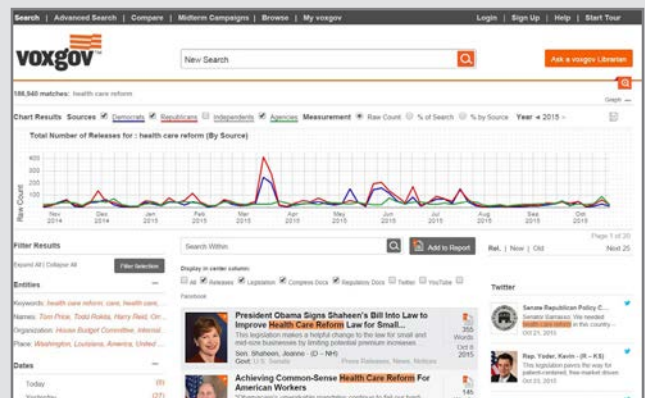 Search | Advanced Search | Compare | Midterm Campaigns | Browse | My voxgov
Login | Sign Up | Help | Start Tour
voxgov
New Search
Ask a voxgov Librarian
186,940 matches: health care reform
Graph —
Chart Results Sources Democrats Republicans Independents Agencies Measurement Raw Count % of Search % by Source Year 2015
Total Number of Releases for : health care reform (By Source)
Raw Count
400
300
200
100
Nov 2014
Dec 2014
Jan 2015
Feb 2015
Mar 2015
Apr 2015
May 2015
Jun 2015
Jul 2015
Aug 2015
Sep 2015
Oct 2015
Page 1 of 20
Filter Results
Search Within
Add to Report
Rel. | New | Old
Next 25
Expand All | Collapse All
Filter Selection
Display in center column:
All Releases Legislation Congress Docs Regulatory Docs Twitter YouTube
Facebook
Entities —
Keywords: health care reform, care, health care,
Names: Tom Price, Todd Rokita, Harry Reid, Orr...
Organization: House Budget Committee, Internal
Place: Washington, Louisiana, America, United ...
Dates —
Today (5)
Yesterday (27)
President Obama Signs Shaheen's Bill Into Law to
Improve Health Care Reform Law for Small...
This legislation makes a helpful change to the law for small and
mid-size businesses by limiting potential premium increases
Sen. Shaheen, Jeanne - (D – NH)
Govt: U.S. Senate
Press Releases, News, Notices
355
Words
Oct 8
2015
Achieving Common-Sense Health Care Reform For
American Workers
145
Twitter
Senate Republican Policy C...
Senator Barrasso: We needed
health care reform in this country...
Oct 21, 2015
Rep. Yoder, Kevin - (R – KS)
This legislation paves the way for
patient-centered, free-market driven
Oct 23, 2015